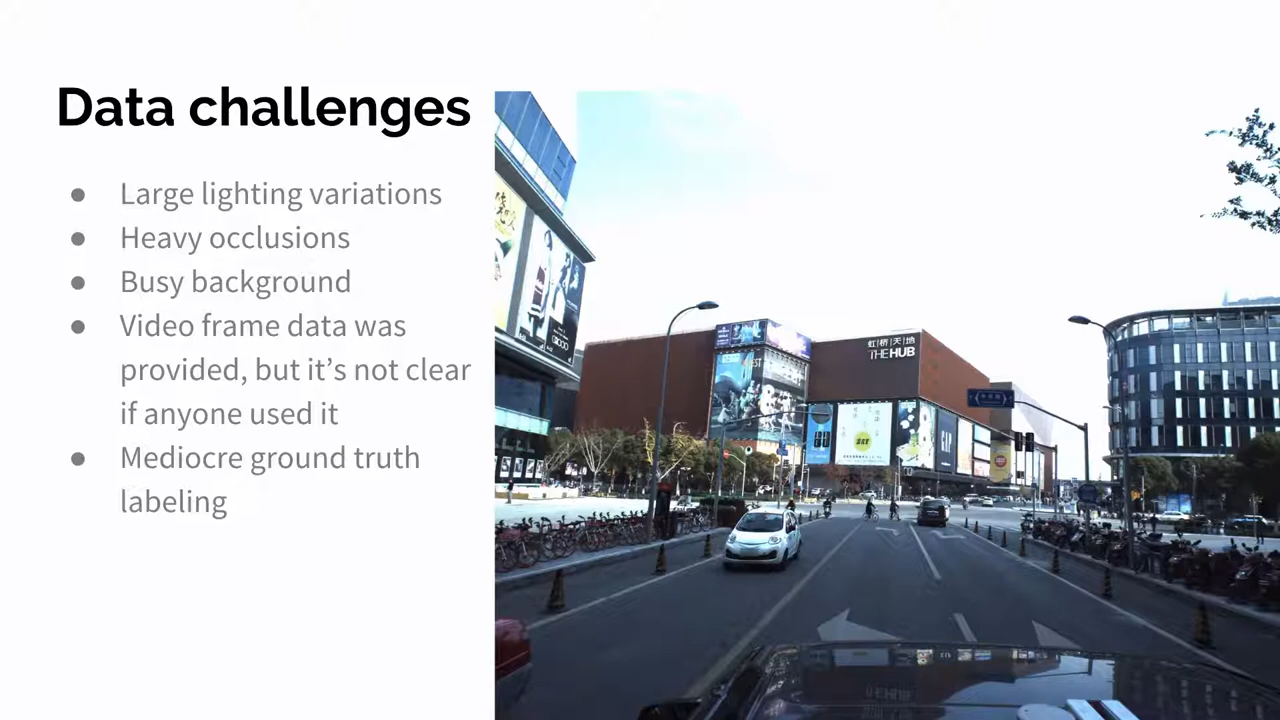 Data challenges
● Large lighting variations
● Heavy occlusions
● Busy background
● Video frame data was
provided, but it's not clear
if anyone used it
● Mediocre ground truth
labeling
虹|桥|天|地
THE HUB
GAP